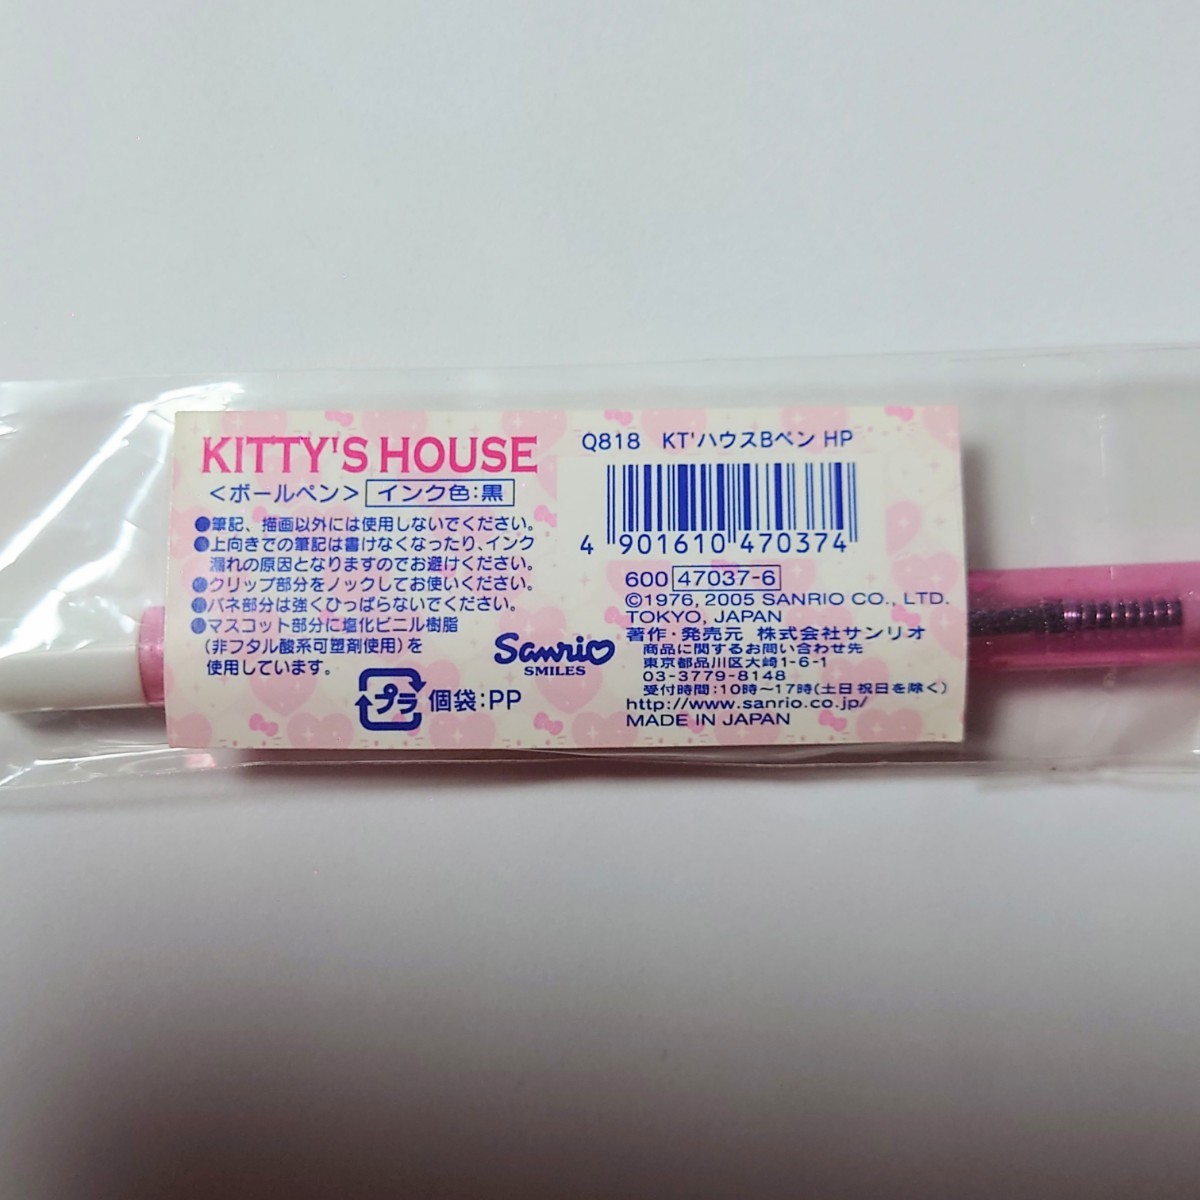 KITTY'S HOUSE
＜ボールペン＞ インク色：黒
●筆記、描画以外には使用しないでください。
●上向きでの筆記は書けなくなったり、インク
漏れの原因となりますのでお避けください。
●クリップ部分をノックしてお使いください。
●バネ部分は強くひっぱらないでください。
●マスコット部分に塩化ビニル樹脂
(非フタル酸系可塑剤使用)を
使用しています。
Sanrio
SMILES
プラ 個袋：PP
Q818 KT'ハウスBペン HP
4 901610 470374
600 47037-6
©1976, 2005 SANRIO CO., LTD.
TOKYO, JAPAN
著作・発売元 株式会社サンリオ
商品に関するお問い合わせ先
東京都品川区大崎1-6-1
03-3779-8148
受付時間：10時〜17時(土日祝日を除く)
http://www.sanrio.co.jp/
MADE IN JAPAN